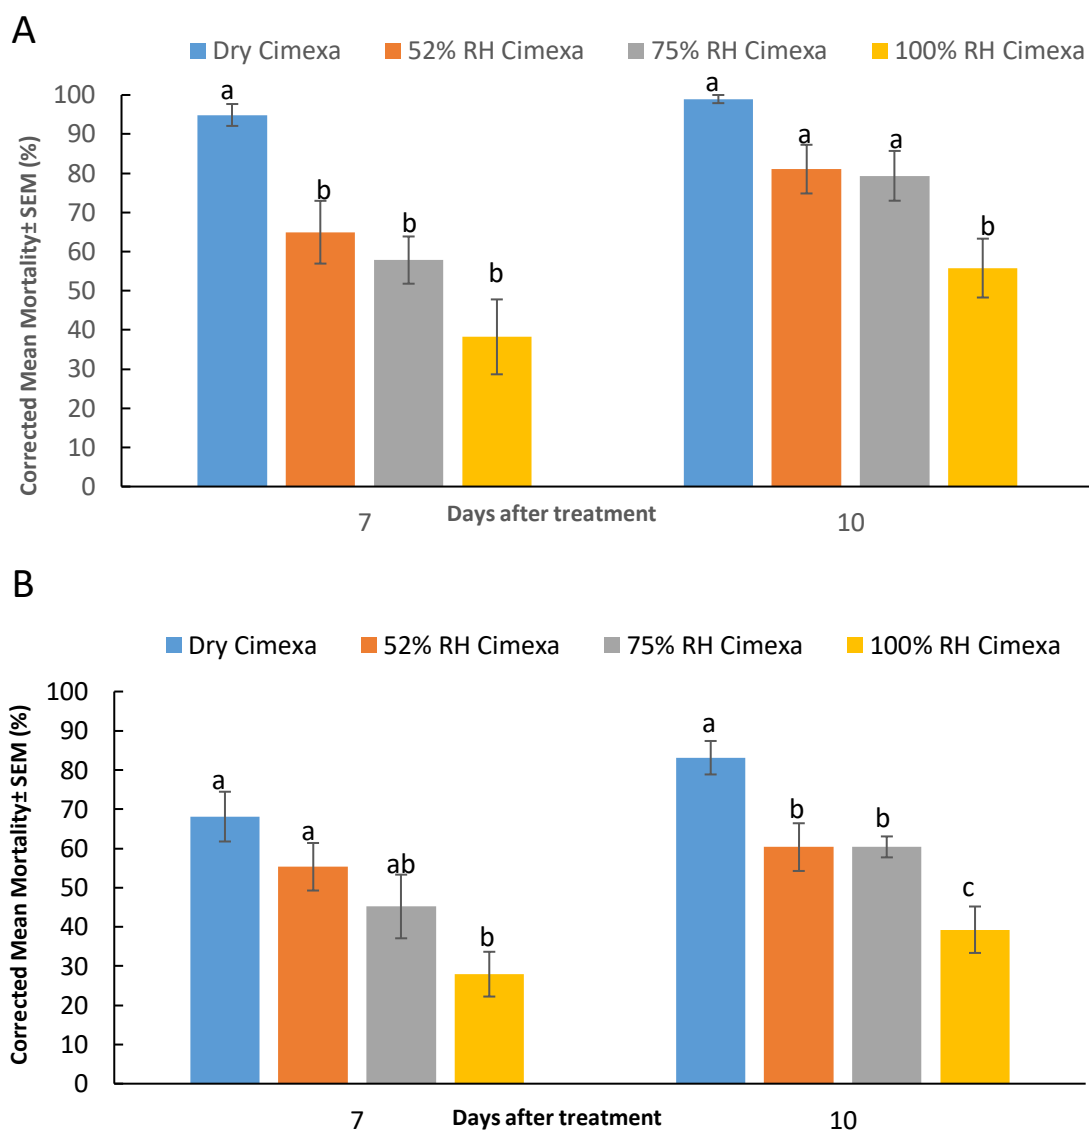 A
Dry Cimexa 52% RH Cimexa 75% RH Cimexa 100% RH Cimexa
Corrected Mean Mortality± SEM (%)
100
90
80
70
60
50
40
30
20
10
0
a
b
b
b
a
a
a
b
7
Days after treatment
10
B
Dry Cimexa 52% RH Cimexa 75% RH Cimexa 100% RH Cimexa
Corrected Mean Mortality± SEM (%)
100
90
80
70
60
50
40
30
20
10
0
a
a
ab
b
a
b
b
c
7
Days after treatment
10